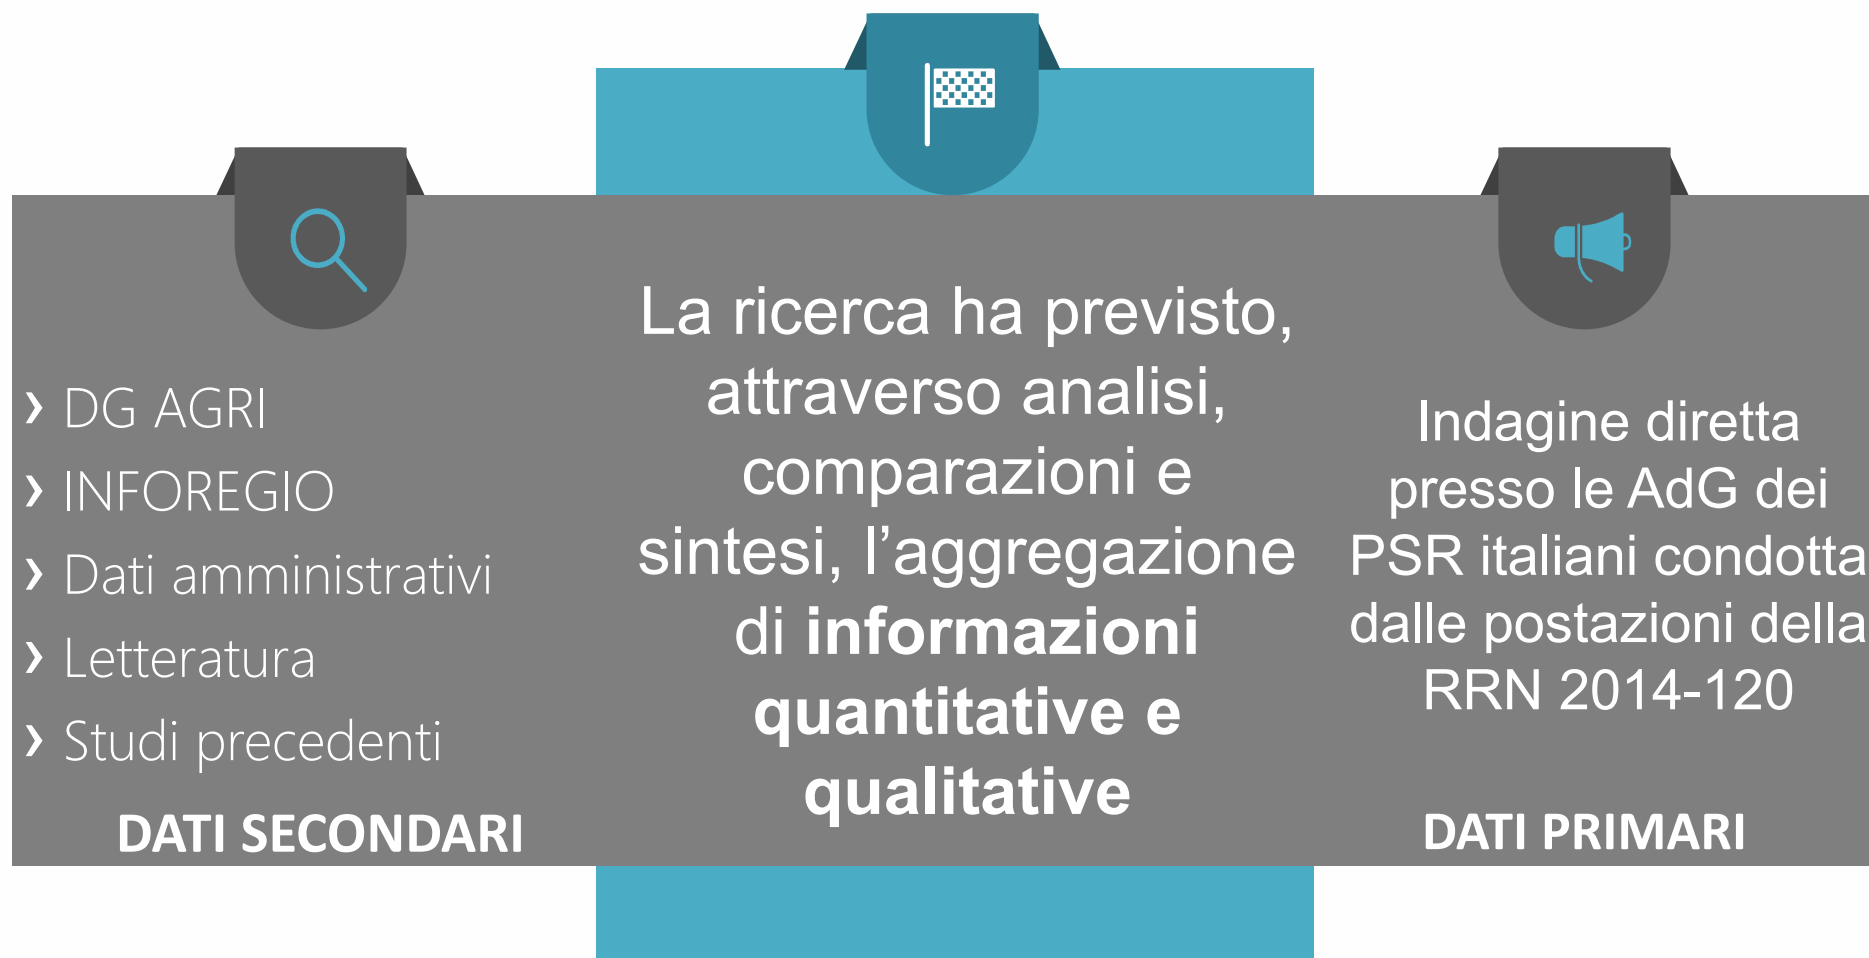 › DG AGRI
› INFOREGIO
› Dati amministrativi
› Letteratura
› Studi precedenti
DATI SECONDARI
La ricerca ha previsto,
attraverso analisi,
comparazioni e
sintesi, l’aggregazione
di informazioni
quantitative e
qualitative
Indagine diretta
presso le AdG dei
PSR italiani condotta
dalle postazioni della
RRN 2014-120
DATI PRIMARI